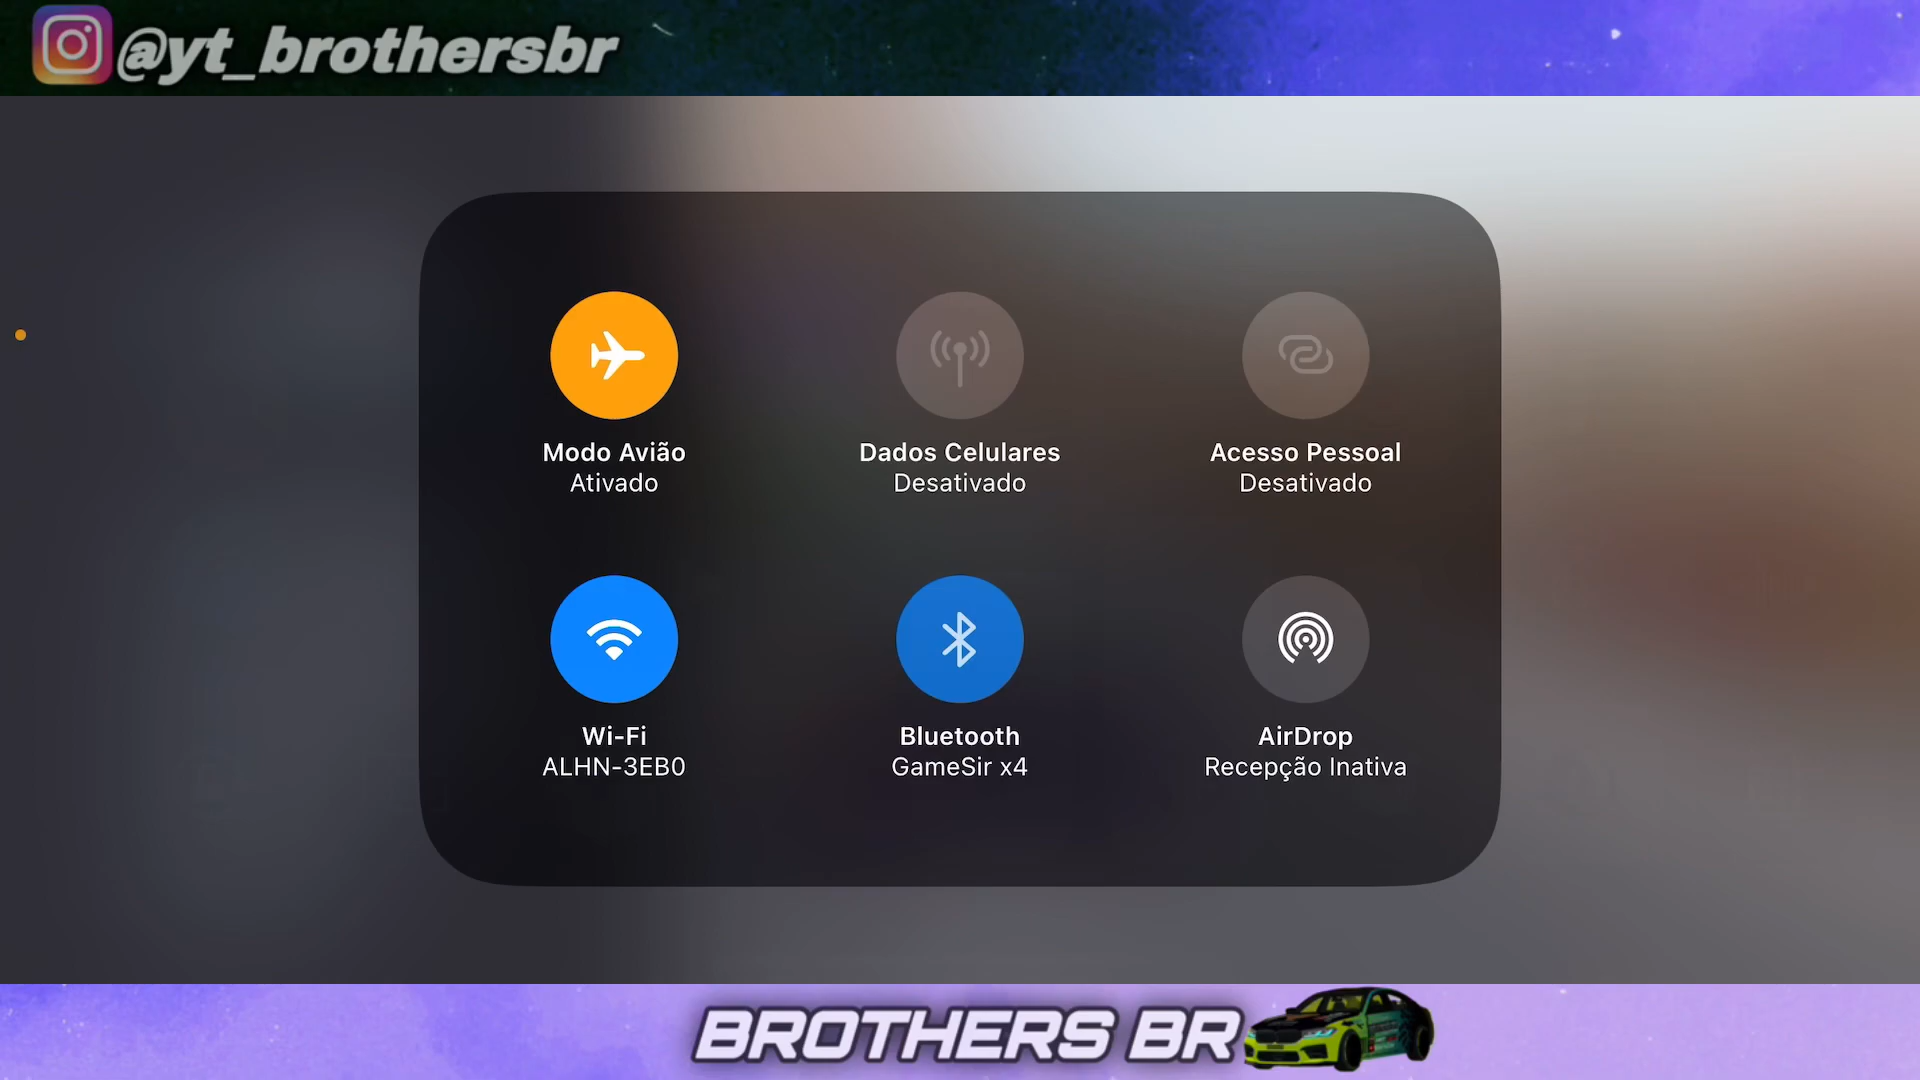 @yt_brothersbr
Modo Avião
Ativado
Dados Celulares
Desativado
Acesso Pessoal
Desativado
Wi-Fi
ALHN-3EB0
Bluetooth
GameSir x4
AirDrop
Recepção Inativa
BROTHERS BR